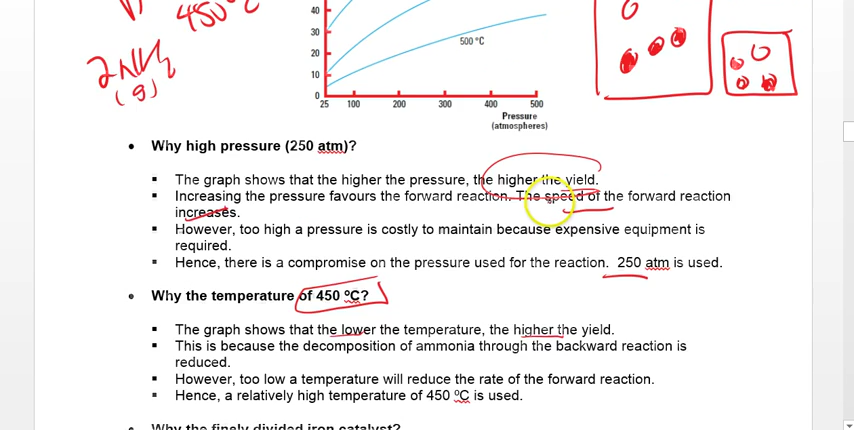 450°C
2NH3
(g)
40
30
20
10
0
500 °C
25 100 200 300 400 500
Pressure
(atmospheres)
• Why high pressure (250 atm)?
▪ The graph shows that the higher the pressure, the higher the yield.
▪ Increasing the pressure favours the forward reaction. The speed of the forward reaction
increases.
▪ However, too high a pressure is costly to maintain because expensive equipment is
required.
▪ Hence, there is a compromise on the pressure used for the reaction. 250 atm is used.
• Why the temperature of 450 ºC?
▪ The graph shows that the lower the temperature, the higher the yield.
▪ This is because the decomposition of ammonia through the backward reaction is
reduced.
▪ However, too low a temperature will reduce the rate of the forward reaction.
▪ Hence, a relatively high temperature of 450 ºC is used.
• Why the finely divided iron catalyst?